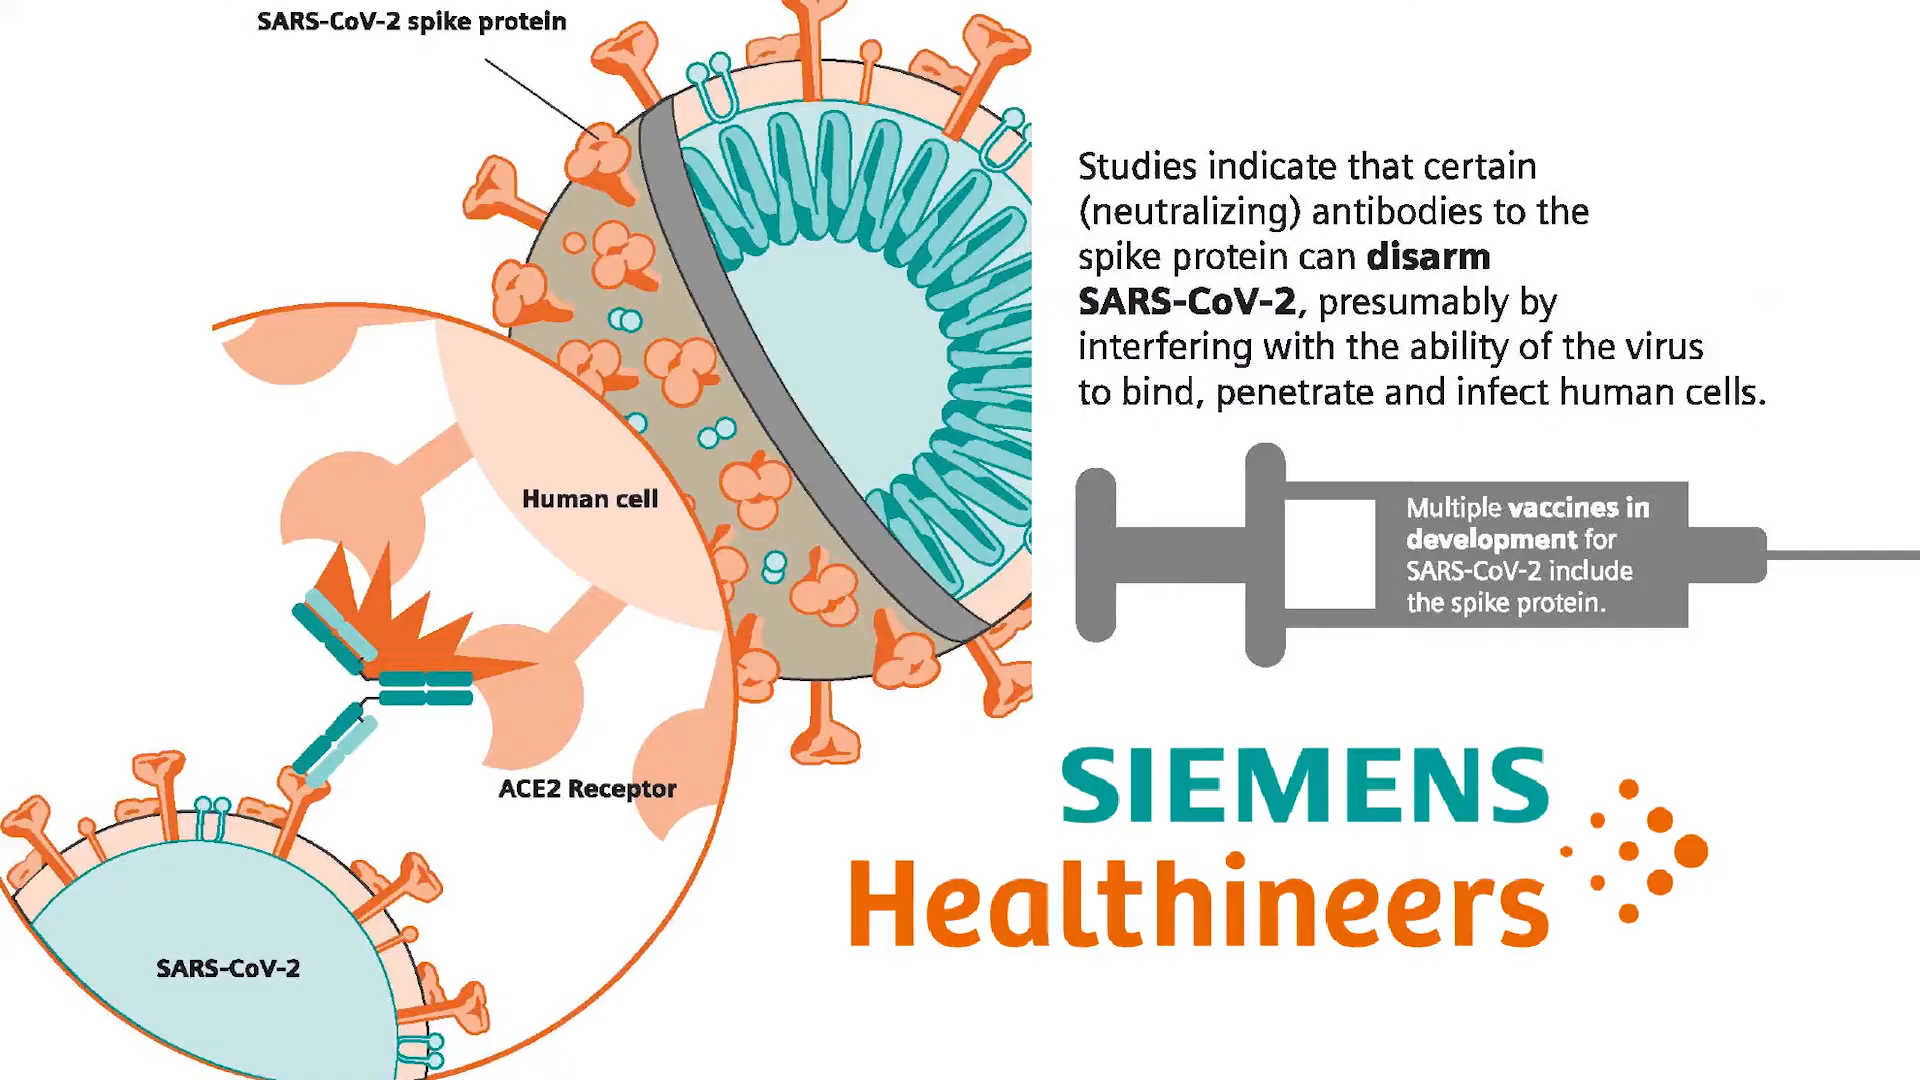 SARS-CoV-2 spike protein
Studies indicate that certain
(neutralizing) antibodies to the
spike protein can disarm
SARS-CoV-2, presumably by
interfering with the ability of the virus
to bind, penetrate and infect human cells.
Human cell
Multiple vaccines in
development for
SARS-CoV-2 include
the spike protein.
ACE2 Receptor
SARS-CoV-2
SIEMENS
Healthineers